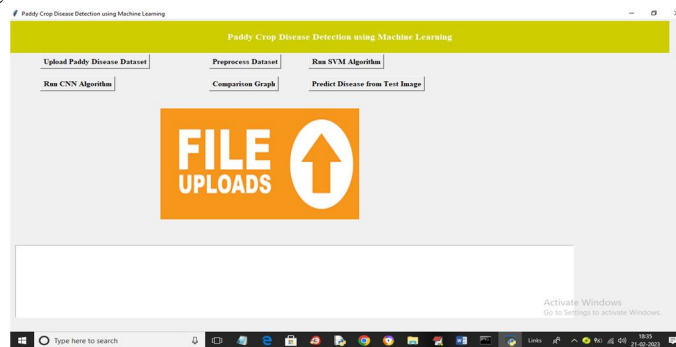 Paddy Crop Disease Detection using Machine Learning
Paddy Crop Disease Detection using Machine Learning
Upload Paddy Disease Dataset
Preprocess Dataset
Run SVM Algorithm
Run CNN Algorithm
Comparison Graph
Predict Disease from Test Image
FILE
UPLOADS
Activate Windows
Go to Settings to activate Windows.
Type here to search
Links
18:35
21-02-2023